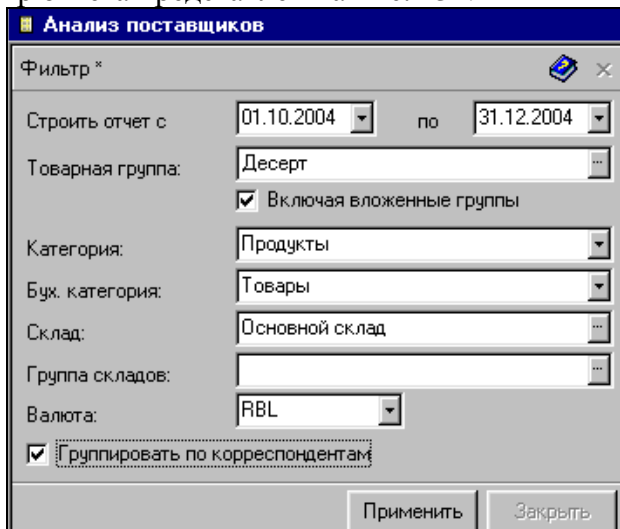 Анализ поставщиков
Фильтр *
Строить отчет с 01.10.2004 по 31.12.2004
Товарная группа: Десерт
Включая вложенные группы
Категория: Продукты
Бух. категория: Товары
Склад: Основной склад
Группа складов:
Валюта: RBL
Группировать по корреспондентам
Применить Закрыть